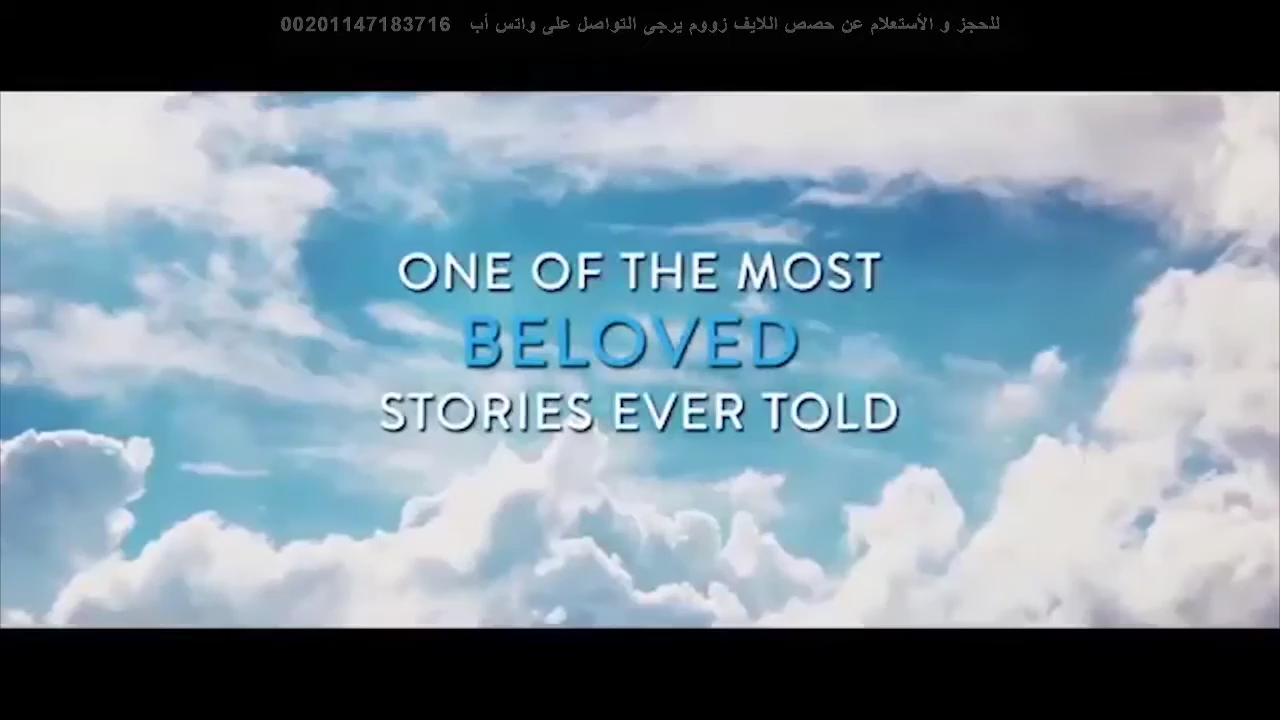 للحجز و الأستعلام عن حصص اللايف زووم يرجى التواصل على واتس أب 00201147183716
ONE OF THE MOST
BELOVED
STORIES EVER TOLD